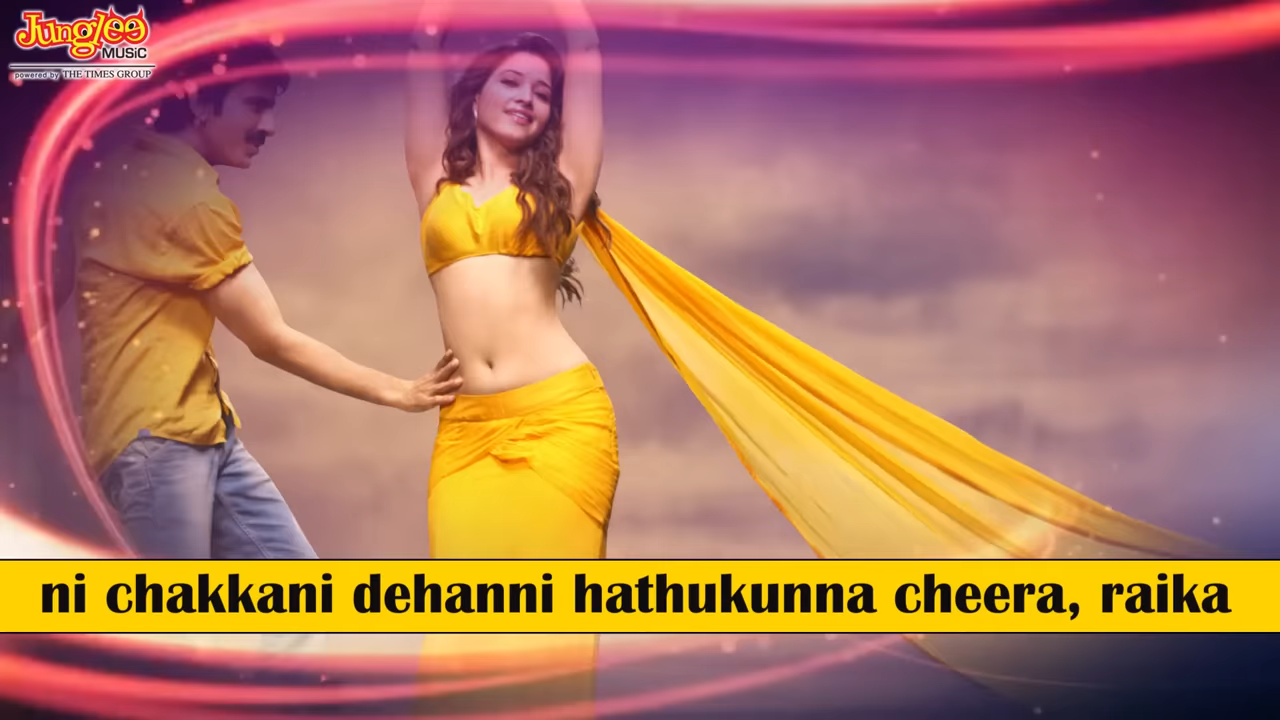 Junglee
MUSiC
powered by THE TIMES GROUP
ni chakkani dehanni hathukunna cheera, raika